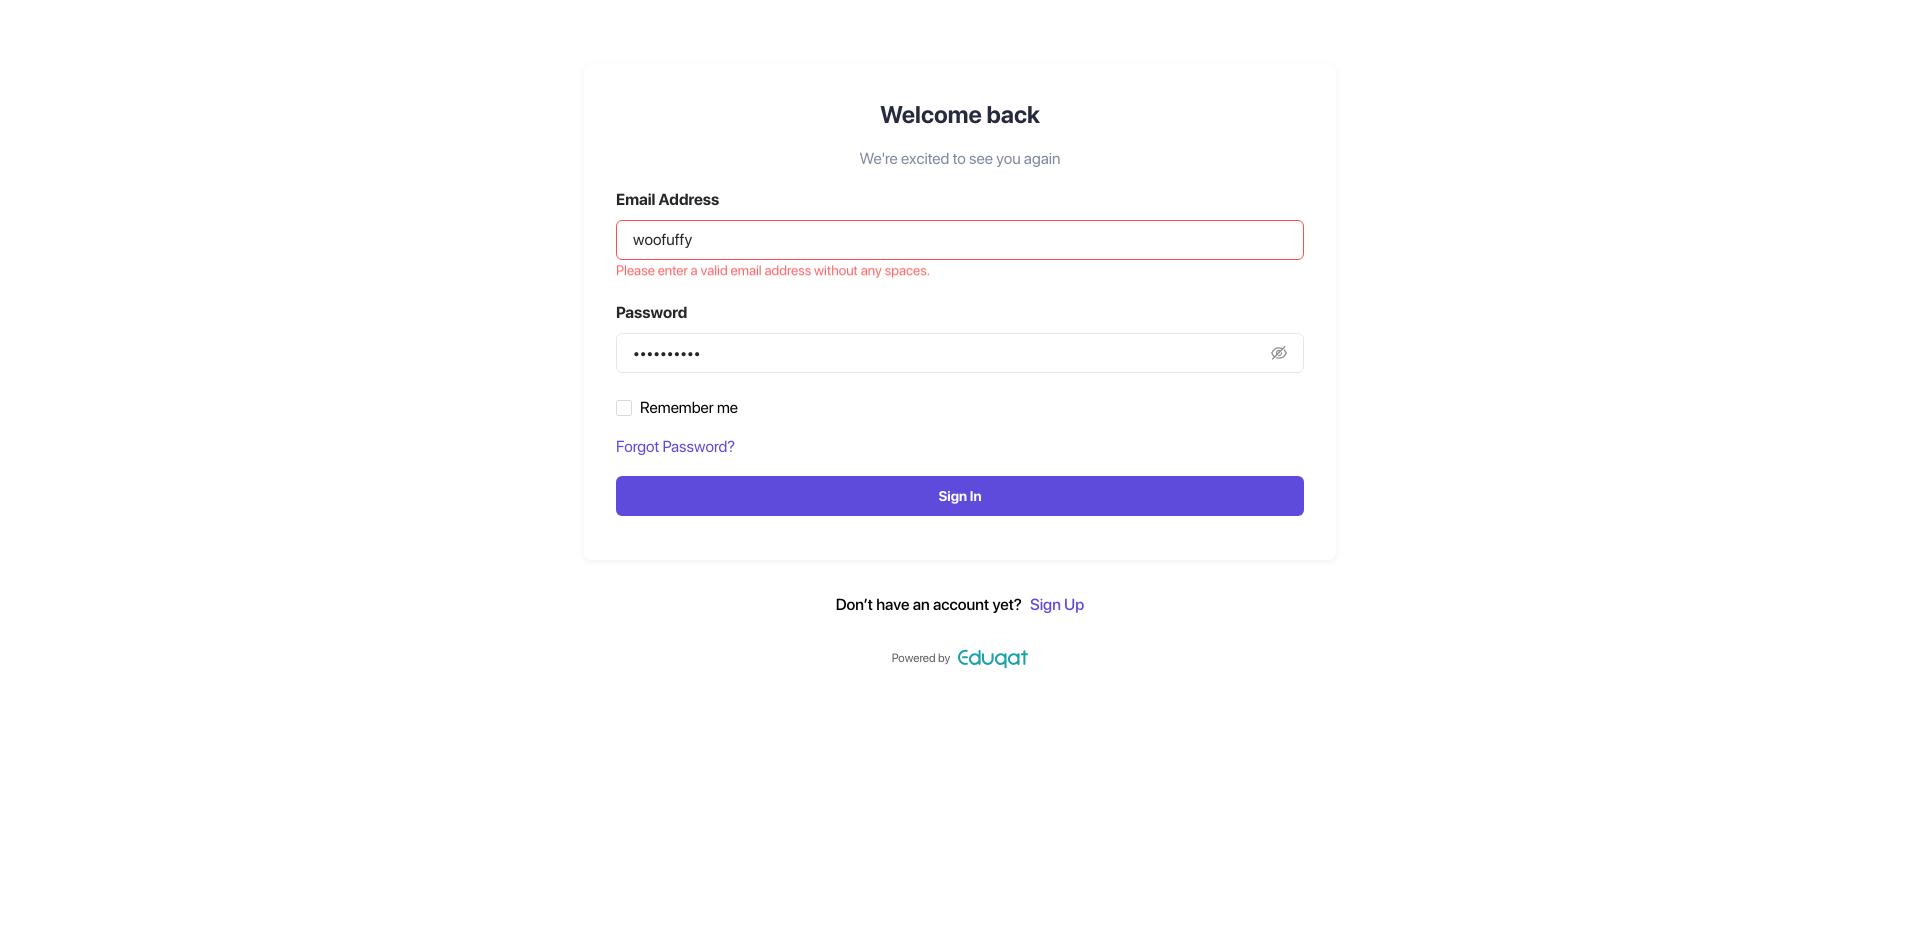 Welcome back
We're excited to see you again
Email Address
woofuffy
Please enter a valid email address without any spaces.
Password
••••••••••
Remember me
Forgot Password?
Sign In
Don’t have an account yet? Sign Up
Powered by Eduqat